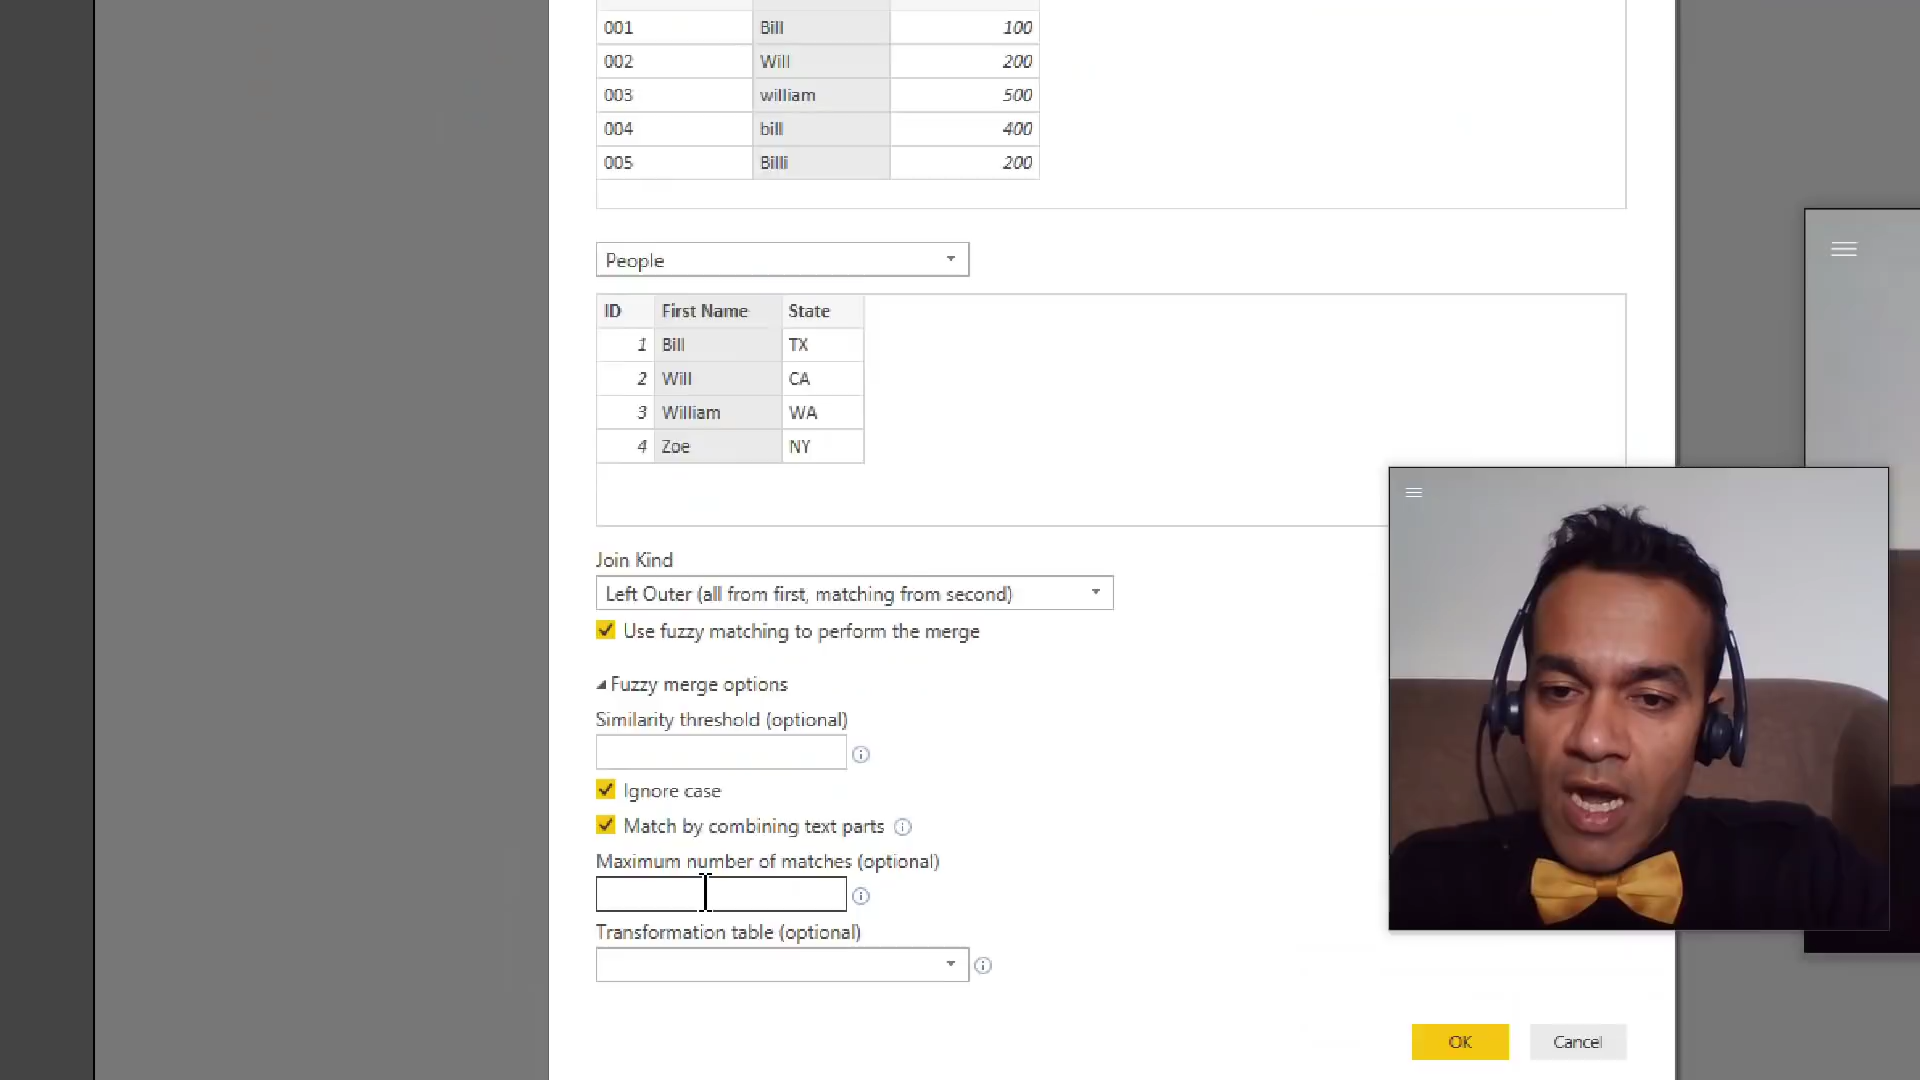 001 Bill 100
002 Will 200
003 william 500
004 bill 400
005 Billi 200
People
ID First Name State
1 Bill TX
2 Will CA
3 William WA
4 Zoe NY
Join Kind
Left Outer (all from first, matching from second)
Use fuzzy matching to perform the merge
Fuzzy merge options
Similarity threshold (optional)
Ignore case
Match by combining text parts
Maximum number of matches (optional)
Transformation table (optional)
OK Cancel